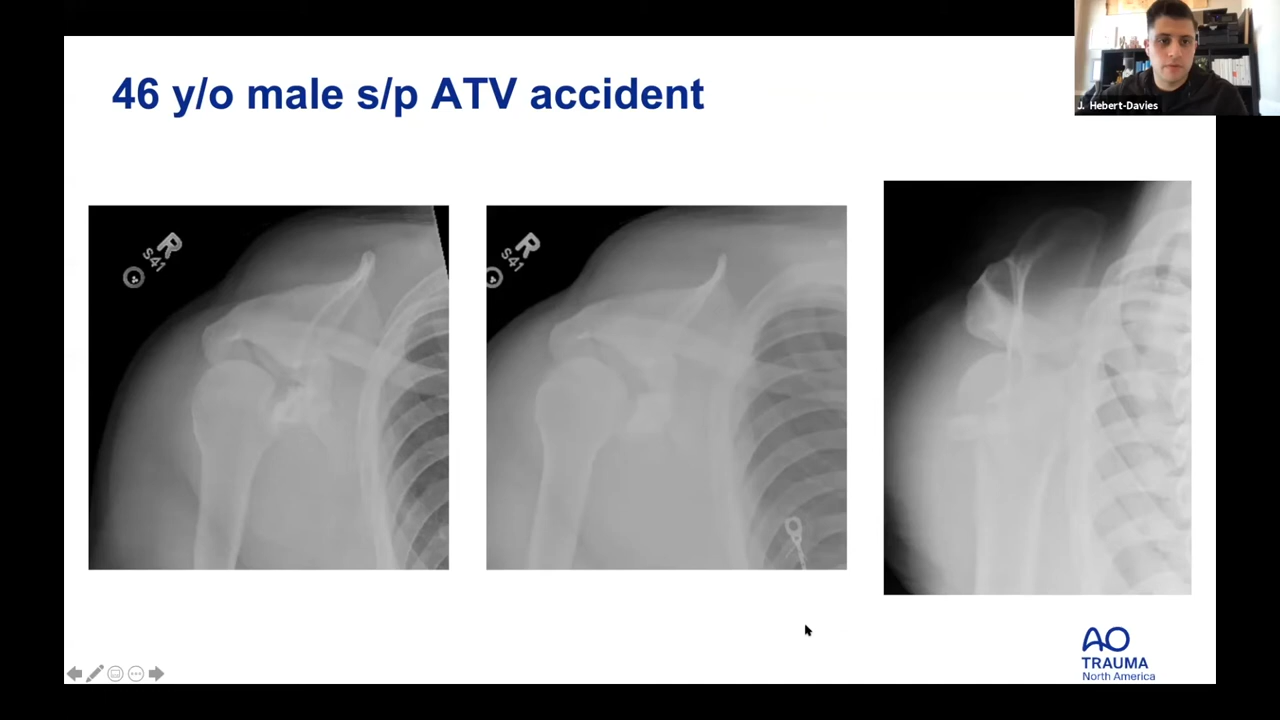 46 y/o male s/p ATV accident
J. Hebert-Davies
R
S41
R
S41
AO
TRAUMA
North America